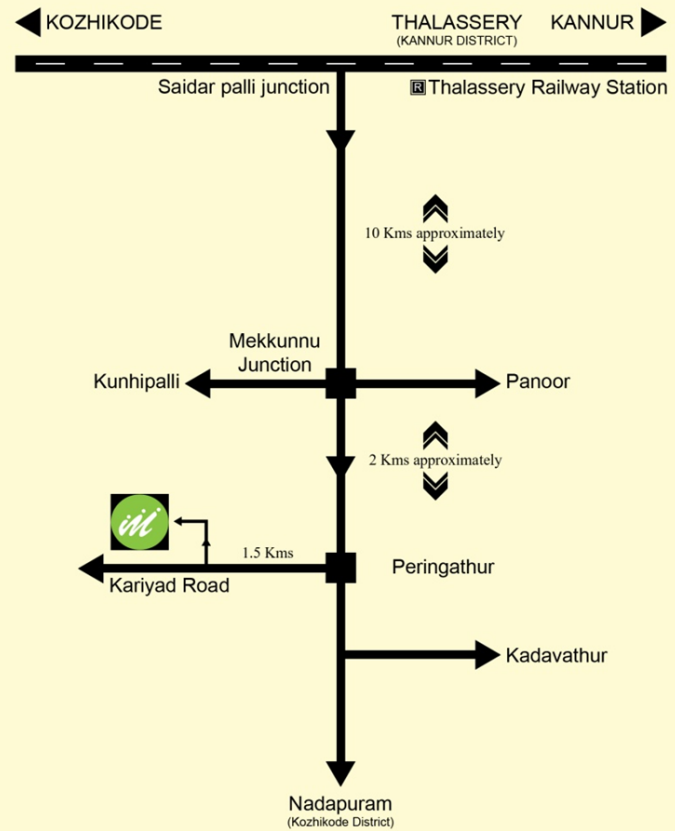 KOZHIKODE
THALASSERY
(KANNUR DISTRICT)
KANNUR
Saidar palli junction
R Thalassery Railway Station
10 Kms approximately
Mekkunnu
Junction
Kunhipalli
Panoor
2 Kms approximately
1.5 Kms
Peringathur
Kariyad Road
Kadavathur
Nadapuram
(Kozhikode District)